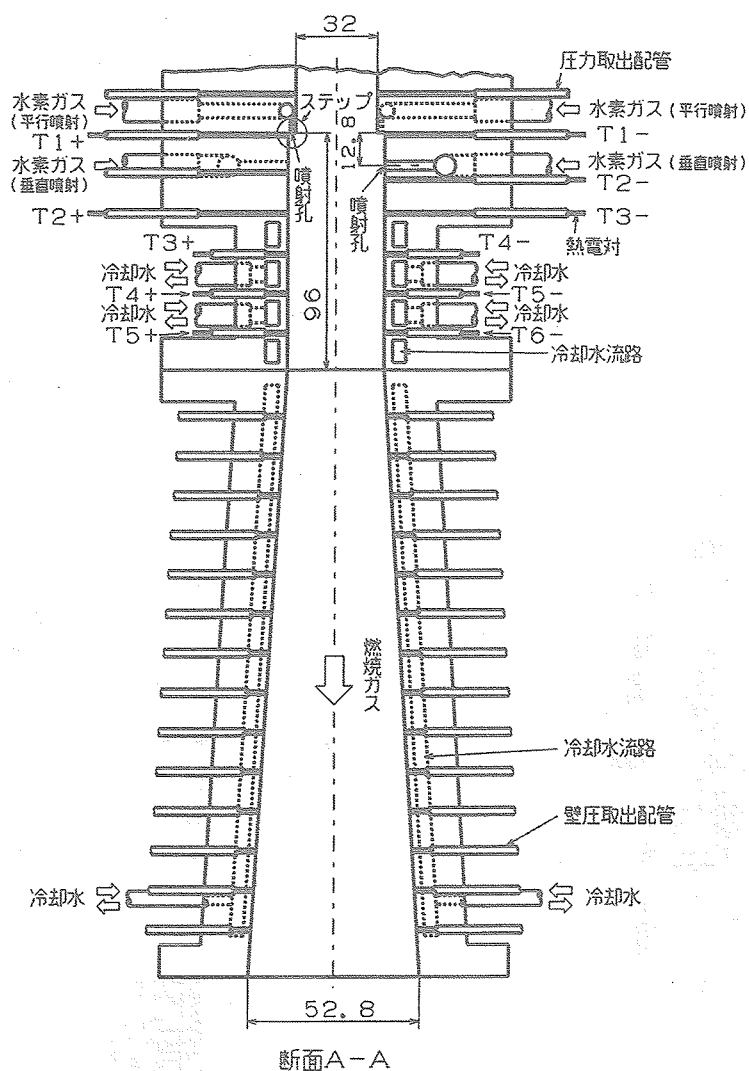 32
圧力取出配管
水素ガス
(平行噴射)
ステップ
水素ガス(平行噴射)
T1+
12.8
T1-
水素ガス
(垂直噴射)
噴射孔
噴射孔
水素ガス(垂直噴射)
T2-
T2+
T3-
熱電対
T3+
T4-
冷却水
冷却水
T4+
T5-
96
冷却水
冷却水
T5+
T6-
冷却水流路
燃焼ガス
冷却水流路
壁圧取出配管
冷却水
冷却水
52.8
断面A-A